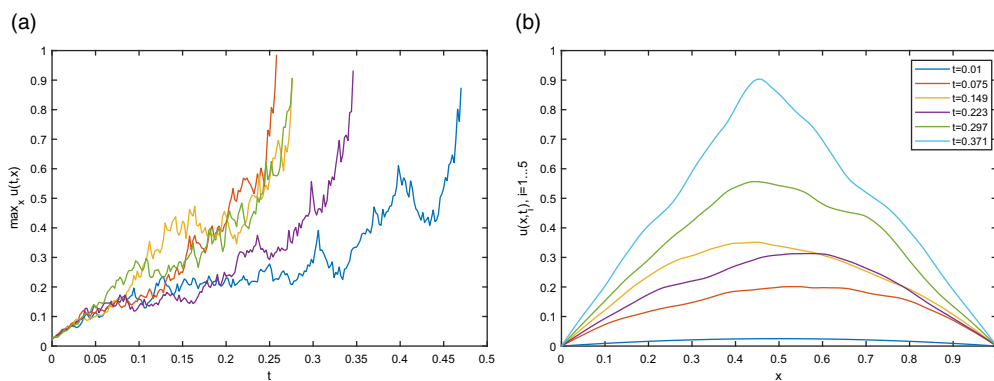 (a)
1
0.9
0.8
0.7
0.6
0.5
0.4
0.3
0.2
0.1
0
max_x u(t,x)
0 0.05 0.1 0.15 0.2 0.25 0.3 0.35 0.4 0.45 0.5
t
(b)
1
0.9
0.8
0.7
0.6
0.5
0.4
0.3
0.2
0.1
0
u(x,t_i), i=1...5
0 0.1 0.2 0.3 0.4 0.5 0.6 0.7 0.8 0.9
x
t=0.01
t=0.075
t=0.149
t=0.223
t=0.297
t=0.371